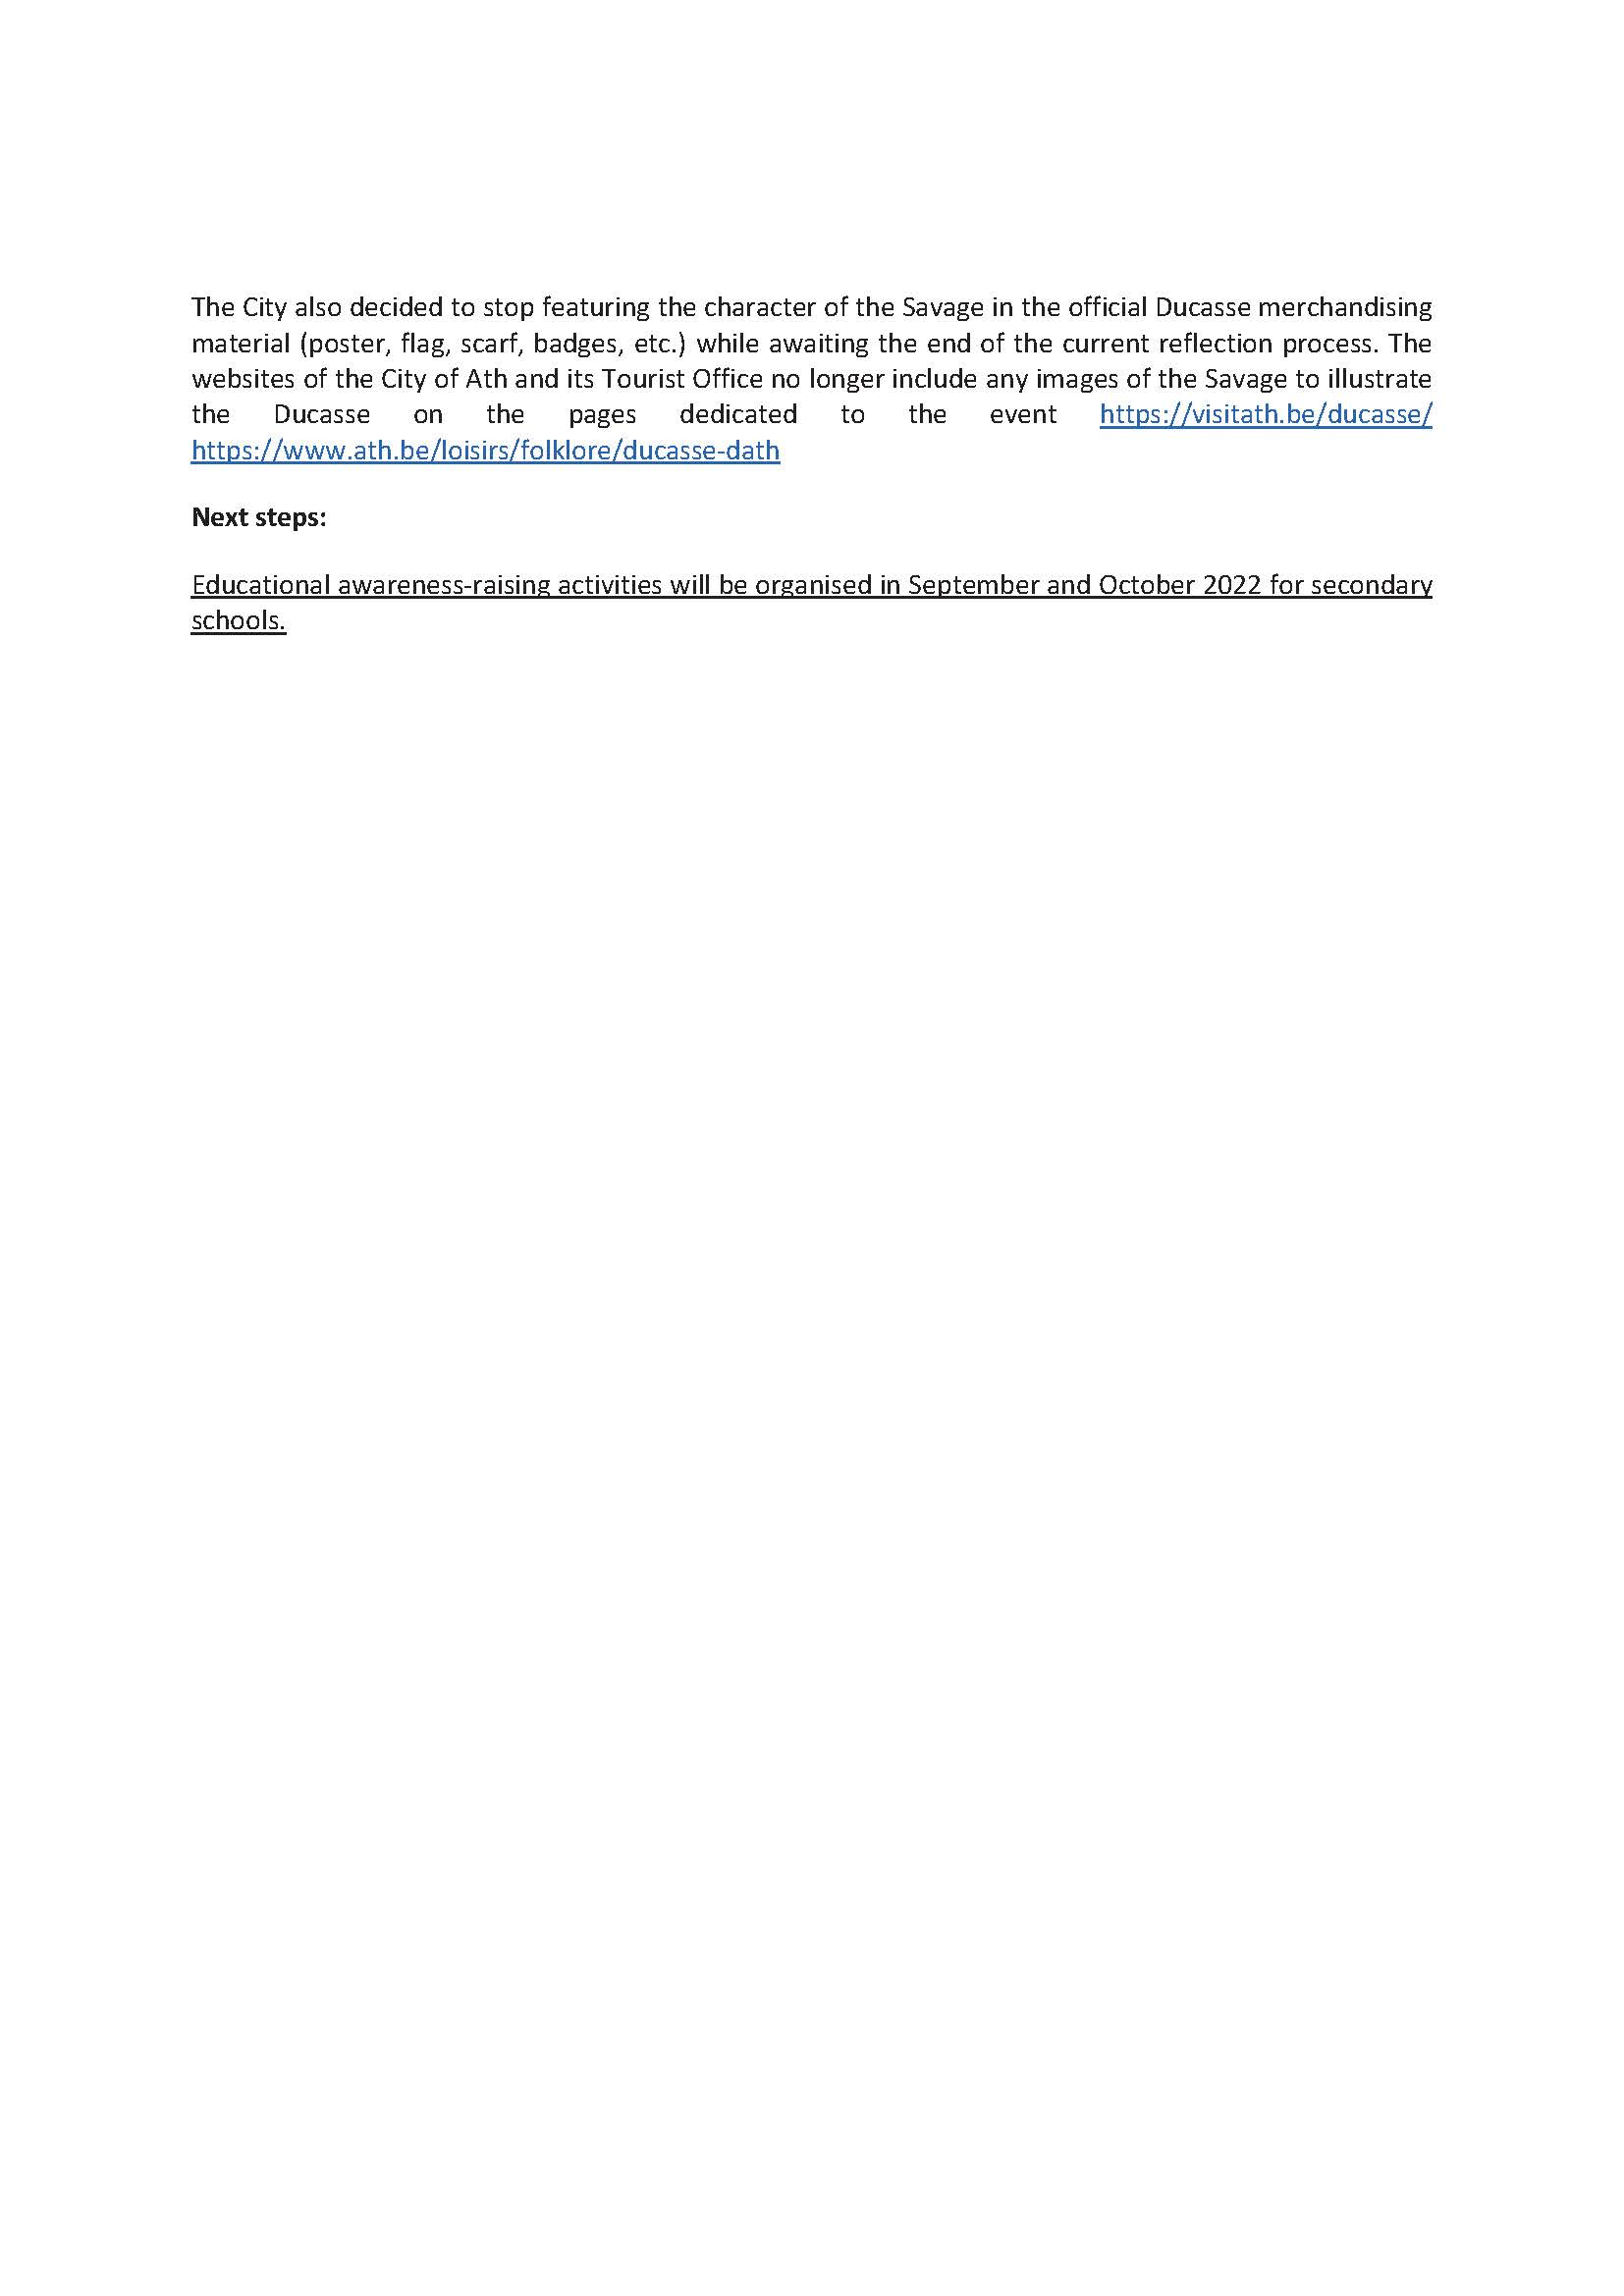 The City also decided to stop featuring the character of the Savage in the official Ducasse merchandising
material (poster, flag, scarf, badges, etc.) while awaiting the end of the current reflection process. The
websites of the City of Ath and its Tourist Office no longer include any images of the Savage to illustrate
the Ducasse on the pages dedicated to the event https://visitath.be/ducasse/
https://www.ath.be/loisirs/folklore/ducasse-dath
Next steps:
Educational awareness-raising activities will be organised in September and October 2022 for secondary
schools.